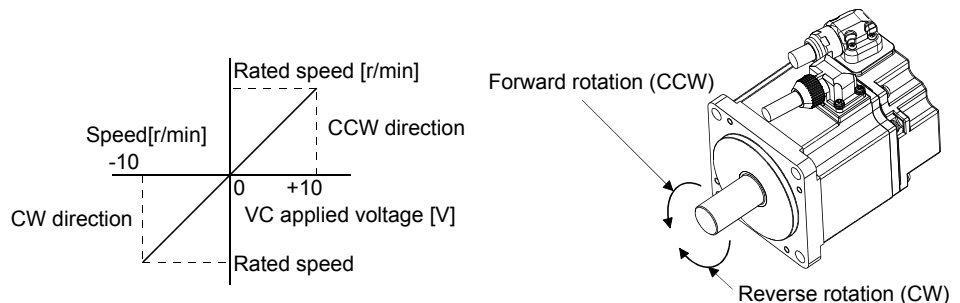 Rated speed [r/min]
CCW direction
Speed[r/min]
-10
0
+10
VC applied voltage [V]
CW direction
Rated speed
Forward rotation (CCW)
Reverse rotation (CW)